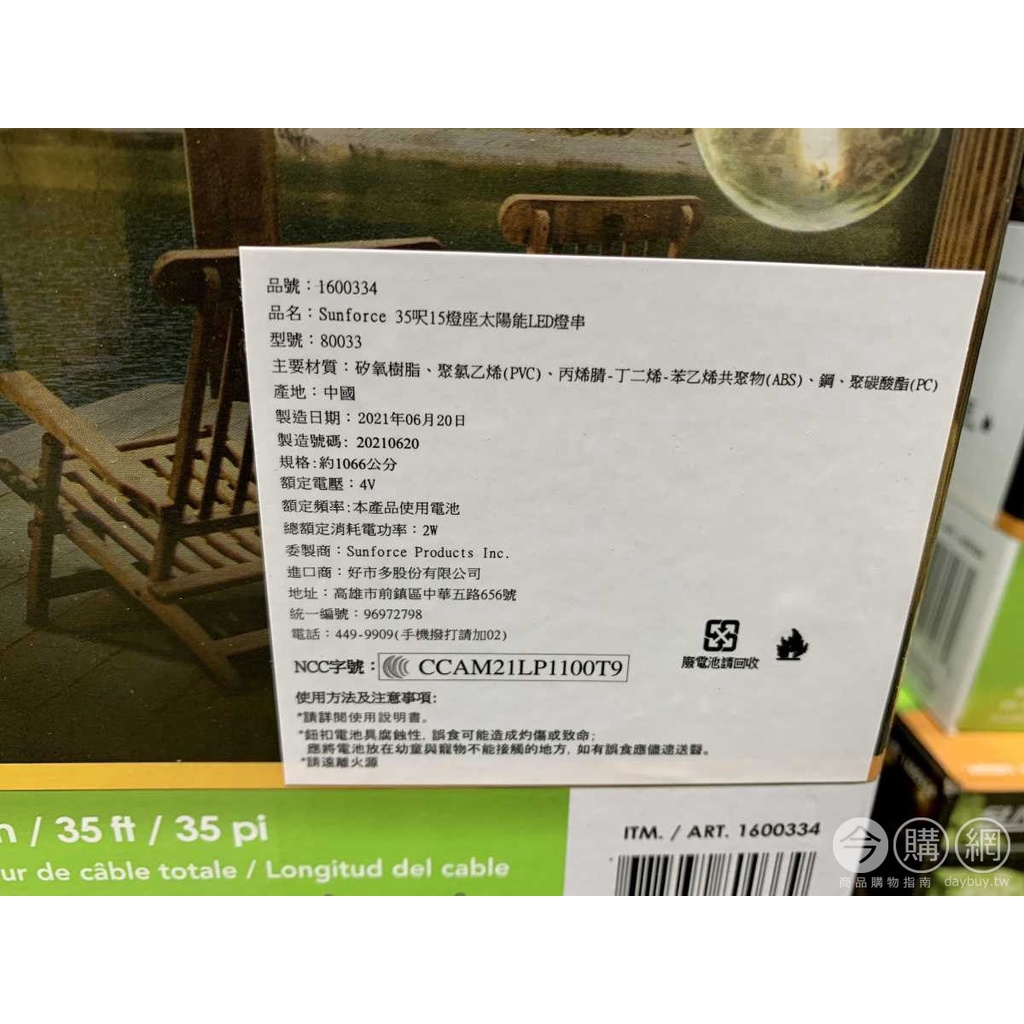 品號：1600334
品名：Sunforce 35呎15燈座太陽能LED燈串
型號：80033
主要材質：矽氧樹脂、聚氯乙烯(PVC)、丙烯腈-丁二烯-苯乙烯共聚物(ABS)、鋼、聚碳酸酯(PC)
產地：中國
製造日期：2021年06月20日
製造號碼：20210620
規格：約1066公分
額定電壓：4V
額定頻率：本產品使用電池
總額定消耗電功率：2W
委製商：Sunforce Products Inc.
進口商：好市多股份有限公司
地址：高雄市前鎮區中華五路656號
統一編號：96972798
電話：449-9909(手機撥打請加02)
NCC字號：CCAM21LP1100T9
廢電池請回收
使用方法及注意事項：
*請詳閱使用說明書。
*鈕扣電池具腐蝕性，誤食可能造成灼傷或致命；
應將電池放在幼童與寵物不能接觸的地方，如有誤食應儘速送醫。
*請遠離火源
/ 35 ft / 35 pi
ur de câble totale / Longitud del cable
ITM. / ART. 1600334
今購網
商品購物指南 daybuy.tw